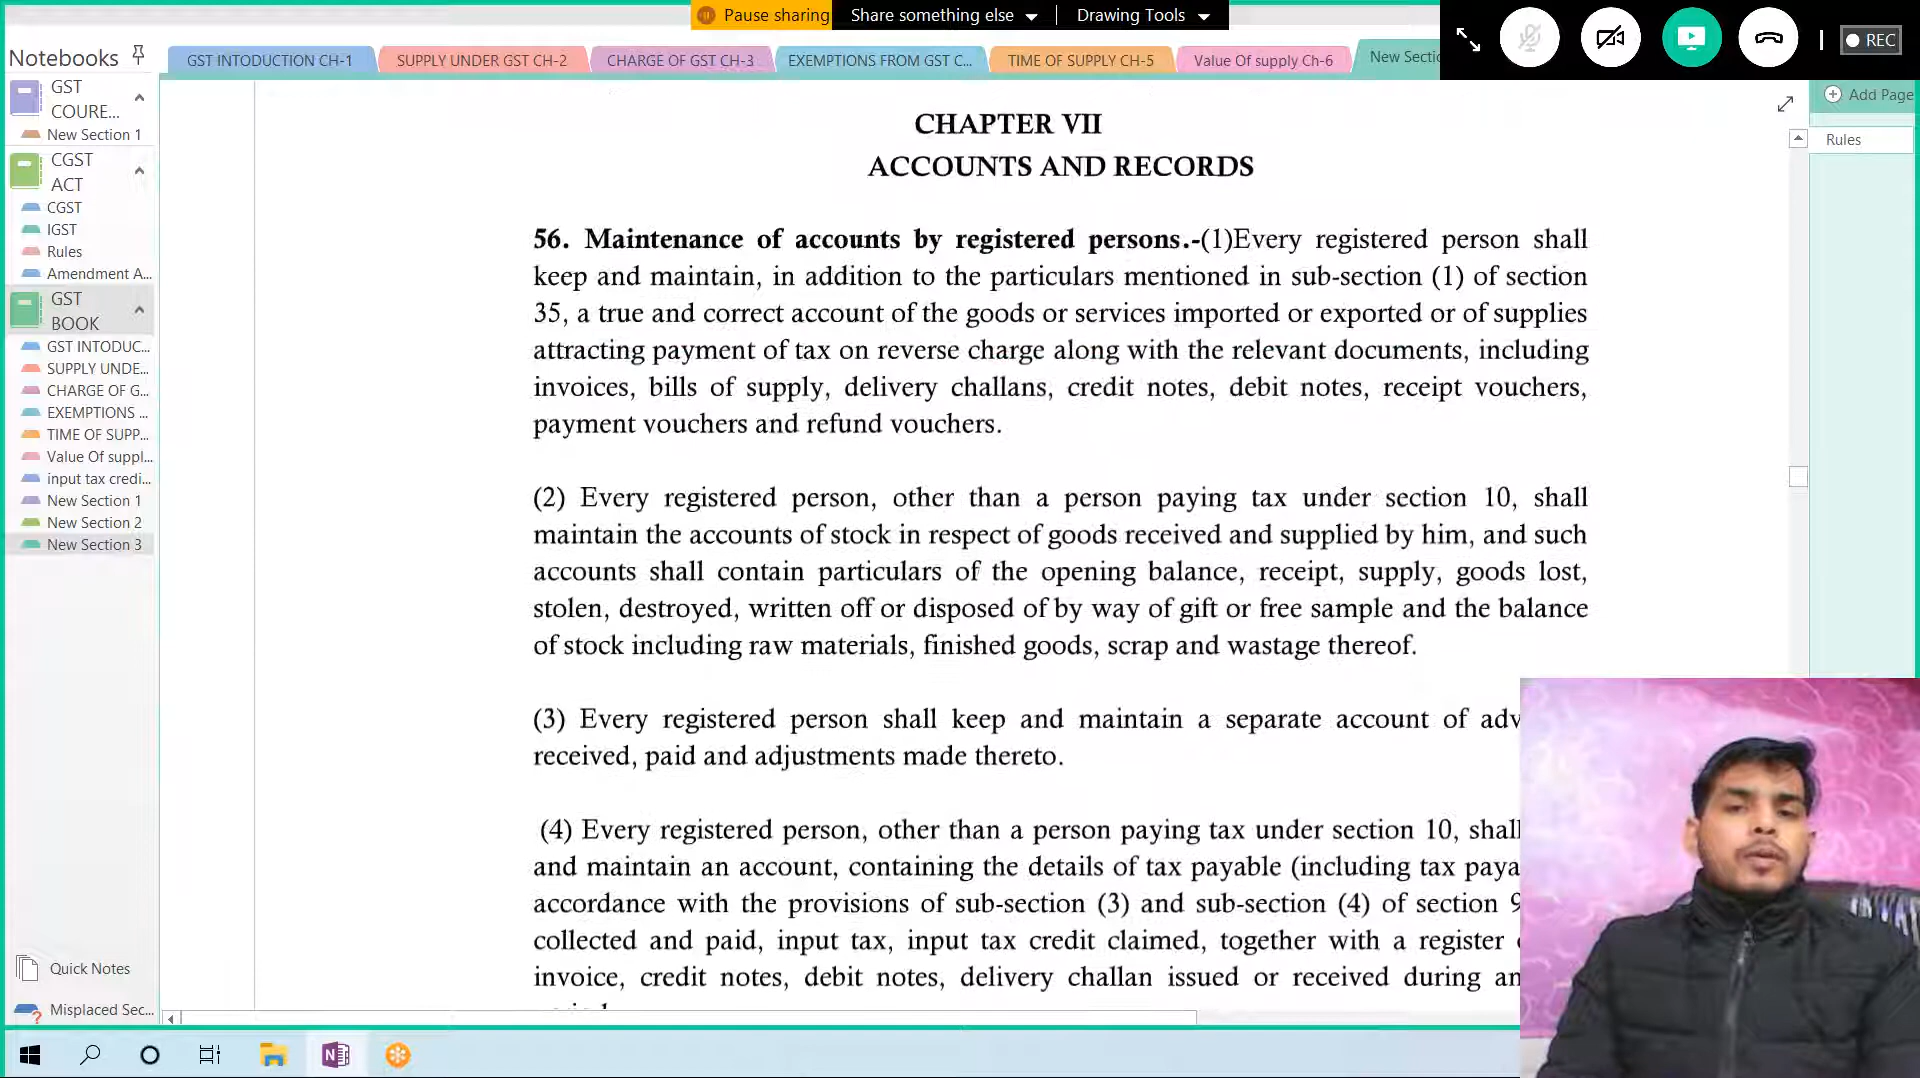 Pause sharing
Share something else
Drawing Tools
REC
Notebooks
GST INTODUCTION CH-1
SUPPLY UNDER GST CH-2
CHARGE OF GST CH-3
EXEMPTIONS FROM GST C...
TIME OF SUPPLY CH-5
Value Of supply Ch-6
New Sectio
Add Page
Rules
GST
COURE...
New Section 1
CGST
ACT
CGST
IGST
Rules
Amendment A...
GST
BOOK
GST INTODUC...
SUPPLY UNDE...
CHARGE OF G...
EXEMPTIONS ...
TIME OF SUPP...
Value Of suppl...
input tax credi...
New Section 1
New Section 2
New Section 3
Quick Notes
Misplaced Sec...
CHAPTER VII
ACCOUNTS AND RECORDS
56. Maintenance of accounts by registered persons.-(1)Every registered person shall
keep and maintain, in addition to the particulars mentioned in sub-section (1) of section
35, a true and correct account of the goods or services imported or exported or of supplies
attracting payment of tax on reverse charge along with the relevant documents, including
invoices, bills of supply, delivery challans, credit notes, debit notes, receipt vouchers,
payment vouchers and refund vouchers.
(2) Every registered person, other than a person paying tax under section 10, shall
maintain the accounts of stock in respect of goods received and supplied by him, and such
accounts shall contain particulars of the opening balance, receipt, supply, goods lost,
stolen, destroyed, written off or disposed of by way of gift or free sample and the balance
of stock including raw materials, finished goods, scrap and wastage thereof.
(3) Every registered person shall keep and maintain a separate account of adv
received, paid and adjustments made thereto.
(4) Every registered person, other than a person paying tax under section 10, shall
and maintain an account, containing the details of tax payable (including tax paya
accordance with the provisions of sub-section (3) and sub-section (4) of section 9
collected and paid, input tax, input tax credit claimed, together with a register
invoice, credit notes, debit notes, delivery challan issued or received during an